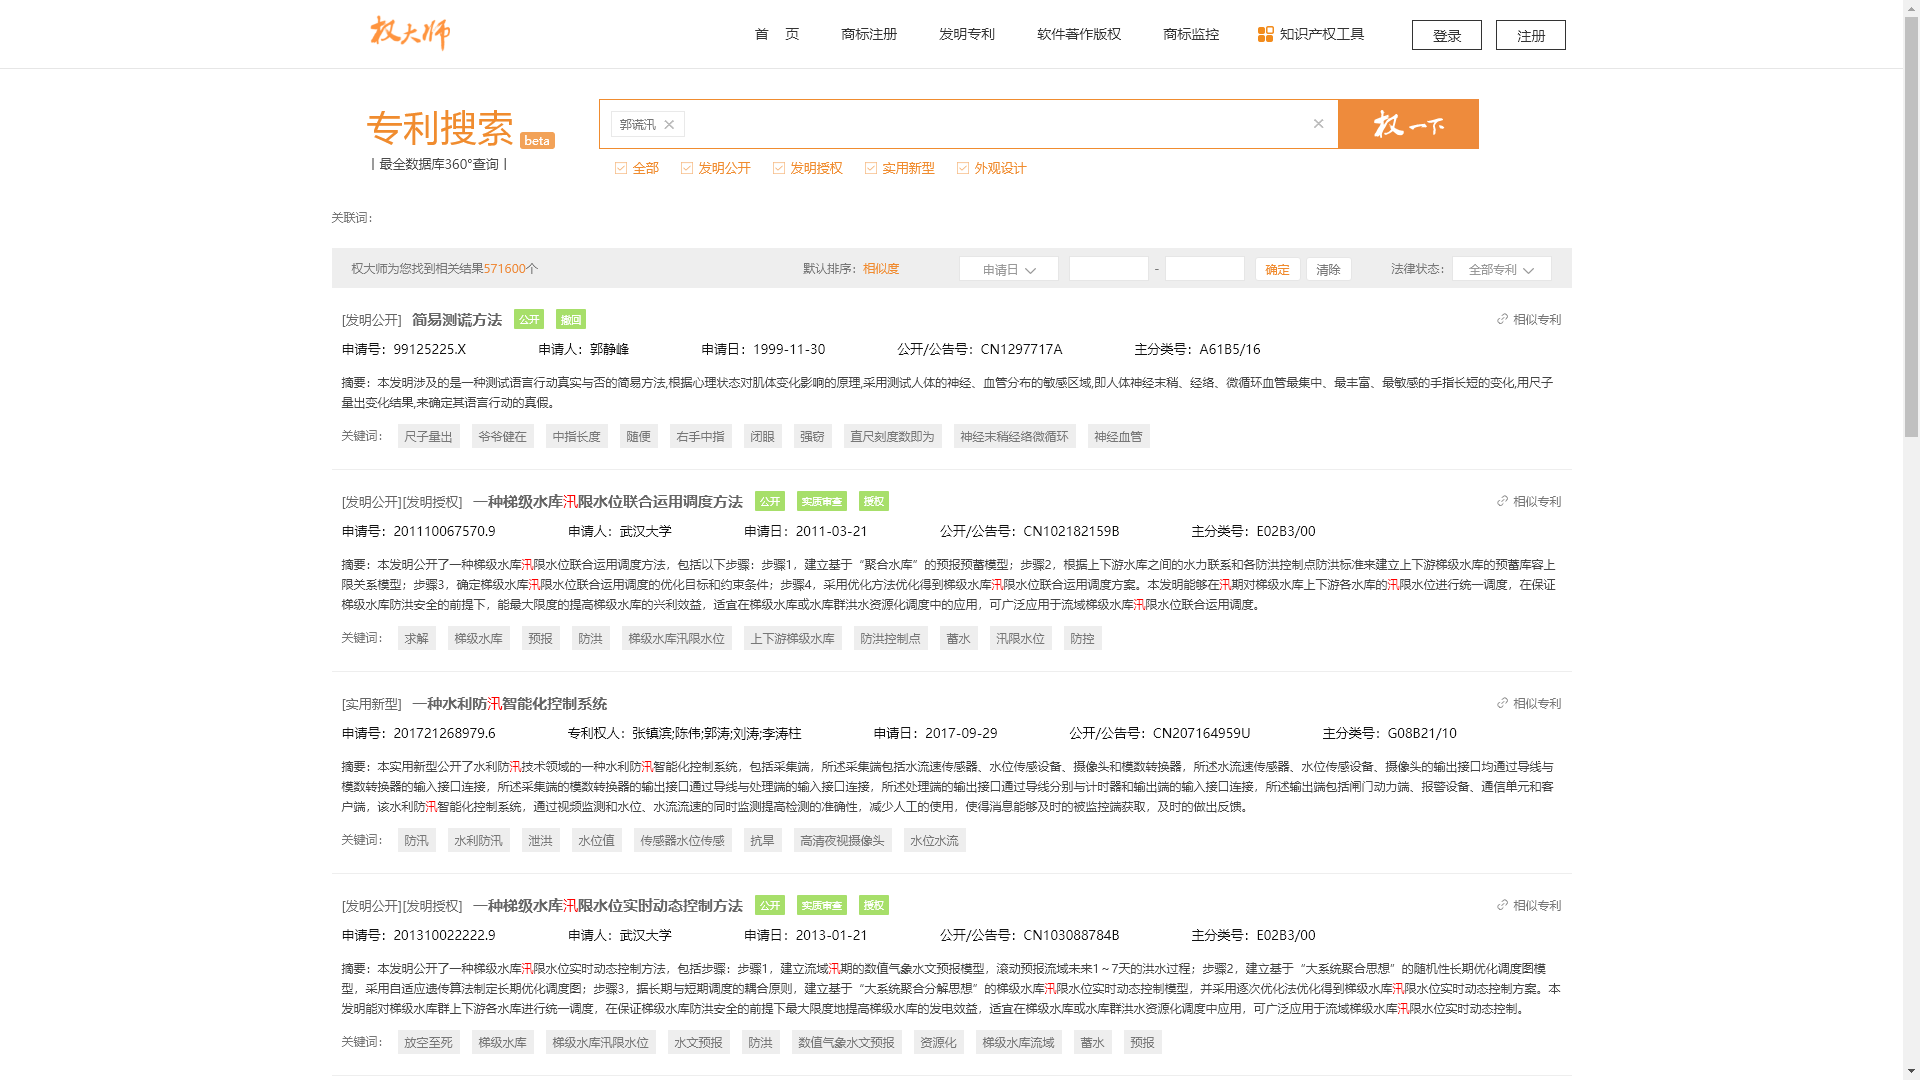 权大师
首 页
商标注册
发明专利
软件著作版权
商标监控
知识产权工具
登录
注册
专利搜索 beta
丨最全数据库360°查询丨
郭谎汛
权一下
全部
发明公开
发明授权
实用新型
外观设计
关联词：
权大师为您找到相关结果571600个
默认排序：相似度
申请日
-
确定
清除
法律状态：
全部专利
[发明公开] 简易测谎方法 公开 撤回
相似专利
申请号：99125225.X 申请人：郭静峰 申请日：1999-11-30 公开/公告号：CN1297717A 主分类号：A61B5/16
摘要：本发明涉及的是一种测试语言行动真实与否的简易方法,根据心理状态对肌体变化影响的原理,采用测试人体的神经、血管分布的敏感区域,即人体神经末稍、经络、微循环血管最集中、最丰富、最敏感的手指长短的变化,用尺子
量出变化结果,来确定其语言行动的真假。
关键词： 尺子量出 爷爷健在 中指长度 随便 右手中指 闭眼 强窃 直尺刻度数即为 神经末稍经络微循环 神经血管
[发明公开][发明授权] 一种梯级水库汛限水位联合运用调度方法 公开 实质审查 授权
相似专利
申请号：201110067570.9 申请人：武汉大学 申请日：2011-03-21 公开/公告号：CN102182159B 主分类号：E02B3/00
摘要：本发明公开了一种梯级水库汛限水位联合运用调度方法，包括以下步骤：步骤1，建立基于“聚合水库”的预报预蓄模型；步骤2，根据上下游水库之间的水力联系和各防洪控制点防洪标准来建立上下游梯级水库的预蓄库容上
限关系模型；步骤3，确定梯级水库汛限水位联合运用调度的优化目标和约束条件；步骤4，采用优化方法优化得到梯级水库汛限水位联合运用调度方案。本发明能够在汛期对梯级水库上下游各水库的汛限水位进行统一调度，在保证
梯级水库防洪安全的前提下，能最大限度的提高梯级水库的兴利效益，适宜在梯级水库或水库群洪水资源化调度中的应用，可广泛应用于流域梯级水库汛限水位联合运用调度。
关键词： 求解 梯级水库 预报 防洪 梯级水库汛限水位 上下游梯级水库 防洪控制点 蓄水 汛限水位 防控
[实用新型] 一种水利防汛智能化控制系统
相似专利
申请号：201721268979.6 专利权人：张镇滨;陈伟;郭涛;刘涛;李涛柱 申请日：2017-09-29 公开/公告号：CN207164959U 主分类号：G08B21/10
摘要：本实用新型公开了水利防汛技术领域的一种水利防汛智能化控制系统，包括采集端，所述采集端包括水流速传感器、水位传感设备、摄像头和模数转换器，所述水流速传感器、水位传感设备、摄像头的输出接口均通过导线与
模数转换器的输入接口连接，所述采集端的模数转换器的输出接口通过导线与处理端的输入接口连接，所述处理端的输出接口通过导线分别与计时器和输出端的输入接口连接，所述输出端包括闸门动力端、报警设备、通信单元和客
户端，该水利防汛智能化控制系统，通过视频监测和水位、水流流速的同时监测提高检测的准确性，减少人工的使用，使得消息能够及时的被监控端获取，及时的做出反馈。
关键词： 防汛 水利防汛 泄洪 水位值 传感器水位传感 抗旱 高清夜视摄像头 水位水流
[发明公开][发明授权] 一种梯级水库汛限水位实时动态控制方法 公开 实质审查 授权
相似专利
申请号：201310022222.9 申请人：武汉大学 申请日：2013-01-21 公开/公告号：CN103088784B 主分类号：E02B3/00
摘要：本发明公开了一种梯级水库汛限水位实时动态控制方法，包括步骤：步骤1，建立流域汛期的数值气象水文预报模型，滚动预报流域未来1～7天的洪水过程；步骤2，建立基于“大系统聚合思想”的随机性长期优化调度图模
型，采用自适应遗传算法制定长期优化调度图；步骤3，据长期与短期调度的耦合原则，建立基于“大系统聚合分解思想”的梯级水库汛限水位实时动态控制模型，并采用逐次优化法优化得到梯级水库汛限水位实时动态控制方案。本
发明能对梯级水库群上下游各水库进行统一调度，在保证梯级水库防洪安全的前提下最大限度地提高梯级水库的发电效益，适宜在梯级水库或水库群洪水资源化调度中应用，可广泛应用于流域梯级水库汛限水位实时动态控制。
关键词： 放空至死 梯级水库 梯级水库汛限水位 水文预报 防洪 数值气象水文预报 资源化 梯级水库流域 蓄水 预报